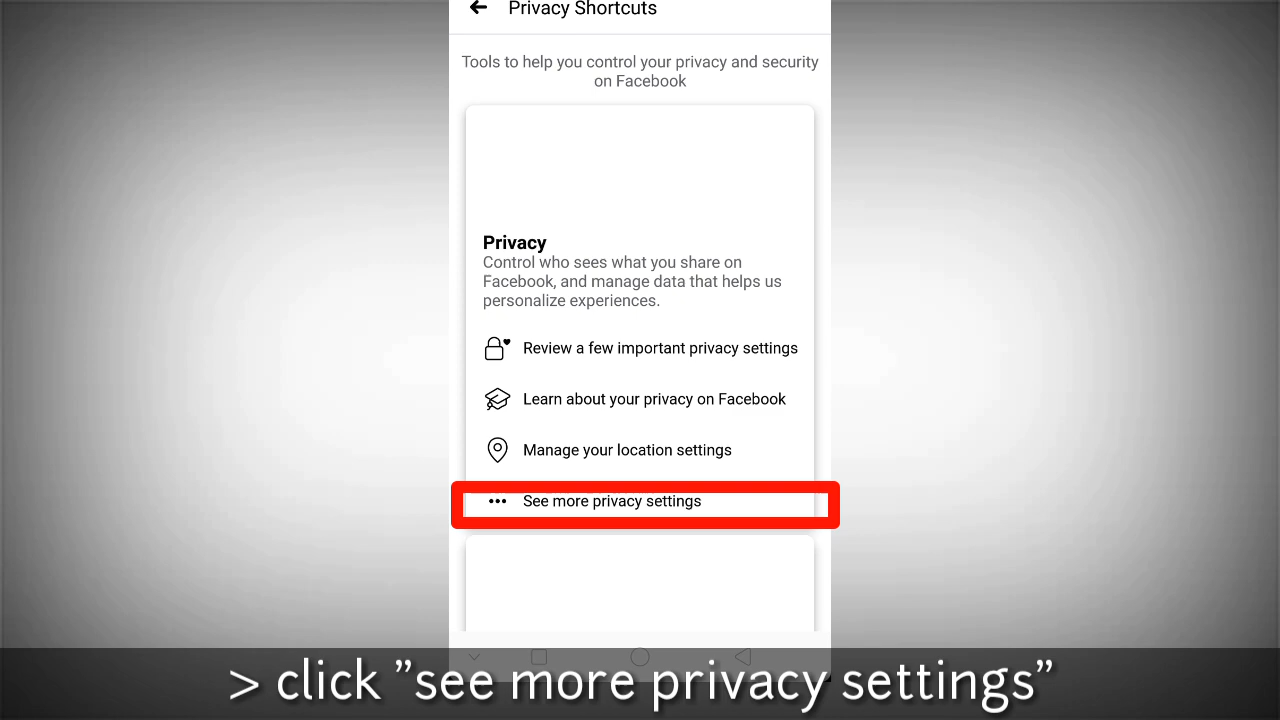 Privacy Shortcuts
Tools to help you control your privacy and security
on Facebook
Privacy
Control who sees what you share on
Facebook, and manage data that helps us
personalize experiences.
Review a few important privacy settings
Learn about your privacy on Facebook
Manage your location settings
See more privacy settings
> click ”see more privacy settings”